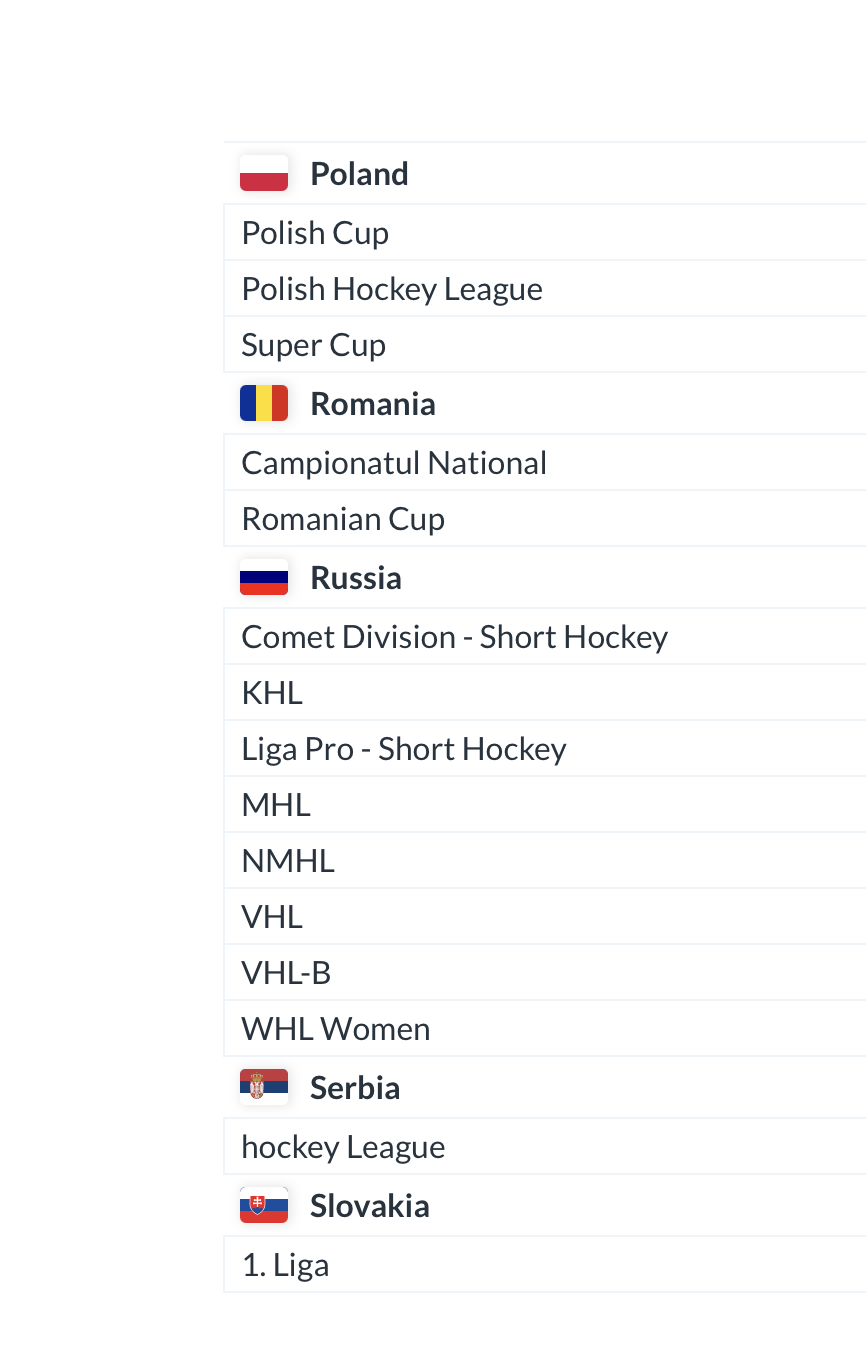 Poland
Polish Cup
Polish Hockey League
Super Cup
Romania
Campionatul National
Romanian Cup
Russia
Comet Division - Short Hockey
KHL
Liga Pro - Short Hockey
MHL
NMHL
VHL
VHL-B
WHL Women
Serbia
hockey League
Slovakia
1. Liga